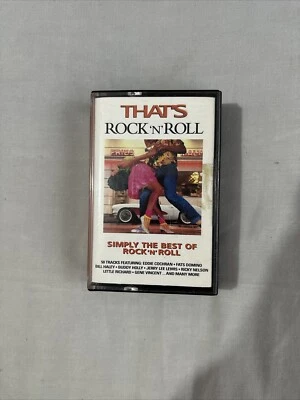 THAT'S
ROCK 'N' ROLL
SIMPLY THE BEST OF
ROCK 'N' ROLL
TRACKS FEATURING: EDDIE COCHRAN • FATS DOMINO
BILL HALEY • BUDDY HOLLY • JERRY LEE LEWIS • RICKY NELSON
LITTLE RICHARD • GENE VINCENT... AND MANY MORE